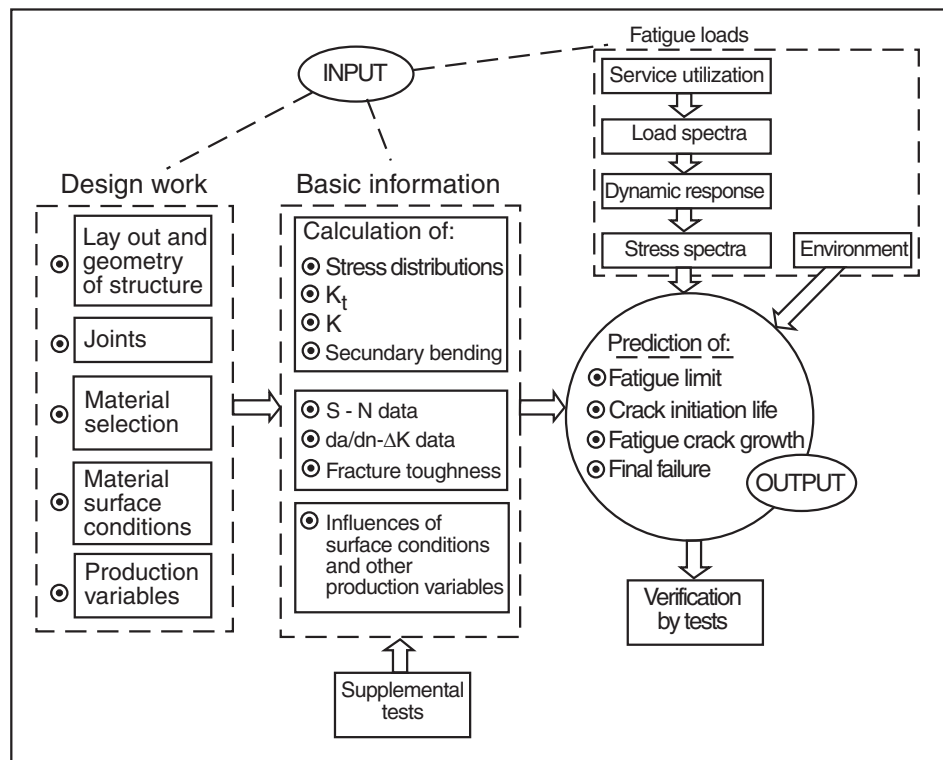 Fatigue loads
INPUT
Service utilization
Load spectra
Dynamic response
Stress spectra
Environment
Design work
Lay out and
geometry
of structure
Joints
Material
selection
Material
surface
conditions
Production
variables
Basic information
Calculation of:
Stress distributions
Kt
K
Secundary bending
S - N data
da/dn-ΔK data
Fracture toughness
Influences of
surface conditions
and other
production variables
Supplemental
tests
Prediction of:
Fatigue limit
Crack initiation life
Fatigue crack growth
Final failure
OUTPUT
Verification
by tests